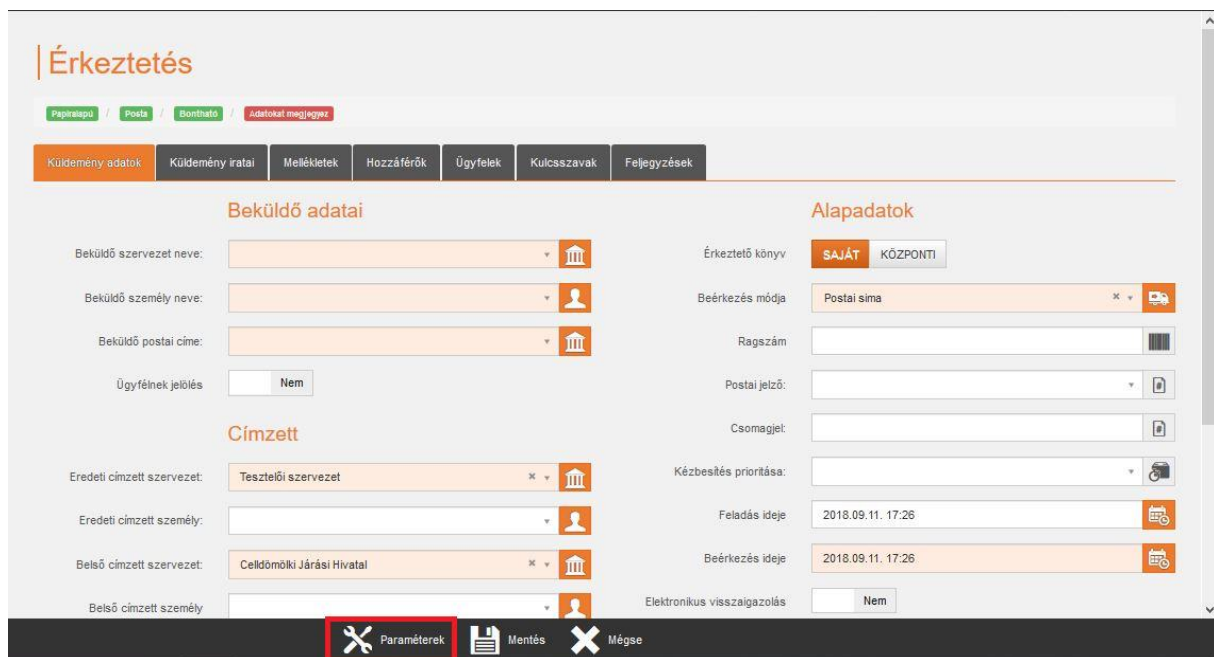 Érkeztetés
Papíralapú / Posta / Bontható / Adatokat megjegyez
Küldemény adatok Küldemény iratai Mellékletek Hozzáférők Ügyfelek Kulcsszavak Feljegyzések
Beküldő adatai
Beküldő szervezet neve:
Beküldő személy neve:
Beküldő postai címe:
Ügyfélnek jelölés Nem
Címzett
Eredeti címzett szervezet: Tesztelői szervezet
Eredeti címzett személy:
Belső címzett szervezet: Celldömölki Járási Hivatal
Belső címzett személy
Alapadatok
Érkeztető könyv SAJÁT KÖZPONTI
Beérkezés módja Postai sima
Ragszám
Postai jelző:
Csomagjel:
Kézbesítés prioritása:
Feladás ideje 2018.09.11. 17:26
Beérkezés ideje 2018.09.11. 17:26
Elektronikus visszaigazolás Nem
Paraméterek Mentés Mégse